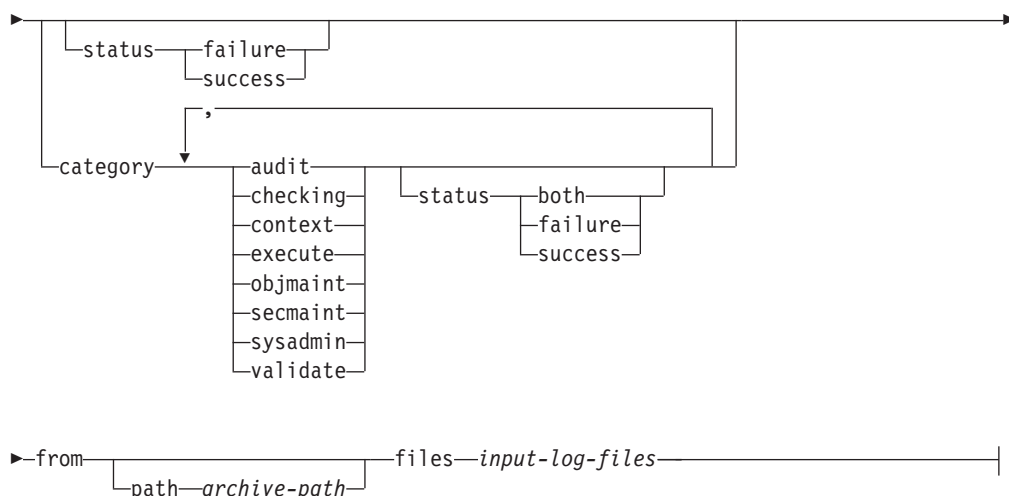 status failure
success
,
category audit
checking status both
context failure
execute success
objmaint
secmaint
sysadmin
validate
from files input-log-files
path archive-path